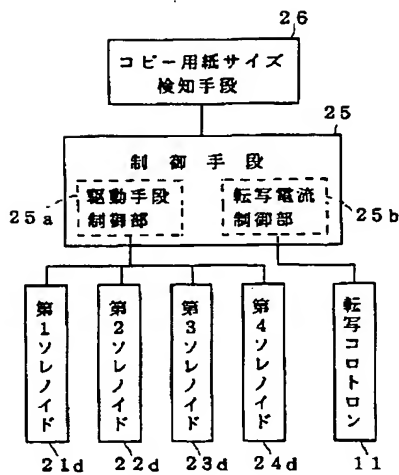 26
コピー用紙サイズ
検知手段
25
制御手段
駆動手段
制御部
転写電流
制御部
25a
25b
第1ソレノイド
第2ソレノイド
第3ソレノイド
第4ソレノイド
転写コロトロン
21d
22d
23d
24d
11